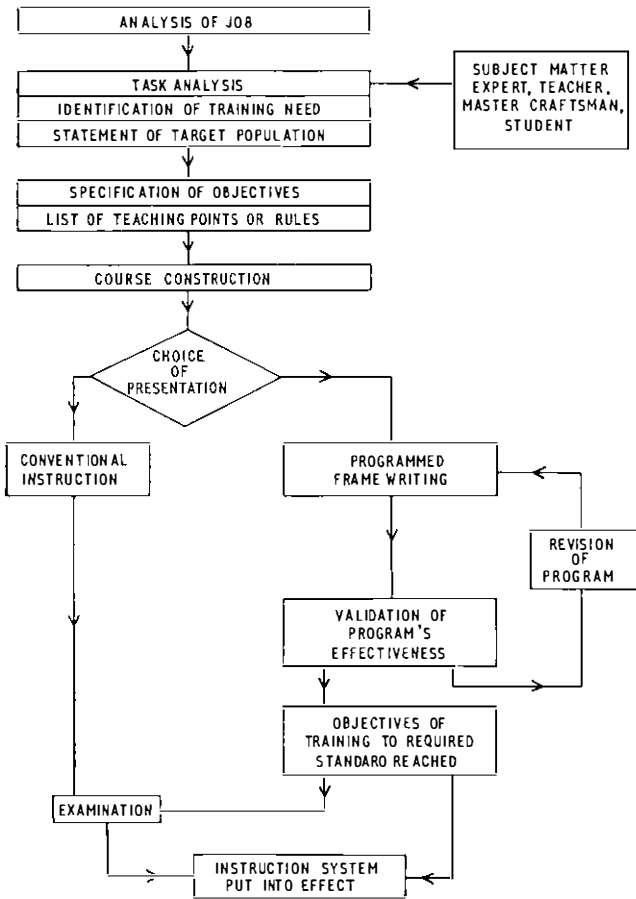 ANALYSIS OF JOB
TASK ANALYSIS
IDENTIFICATION OF TRAINING NEED
STATEMENT OF TARGET POPULATION
SUBJECT MATTER
EXPERT, TEACHER,
MASTER CRAFTSMAN,
STUDENT
SPECIFICATION OF OBJECTIVES
LIST OF TEACHING POINTS OR RULES
COURSE CONSTRUCTION
CHOICE
OF
PRESENTATION
CONVENTIONAL
INSTRUCTION
PROGRAMMED
FRAME WRITING
REVISION
OF
PROGRAM
VALIDATION OF
PROGRAM'S
EFFECTIVENESS
OBJECTIVES OF
TRAINING TO REQUIRED
STANDARD REACHED
EXAMINATION
INSTRUCTION SYSTEM
PUT INTO EFFECT